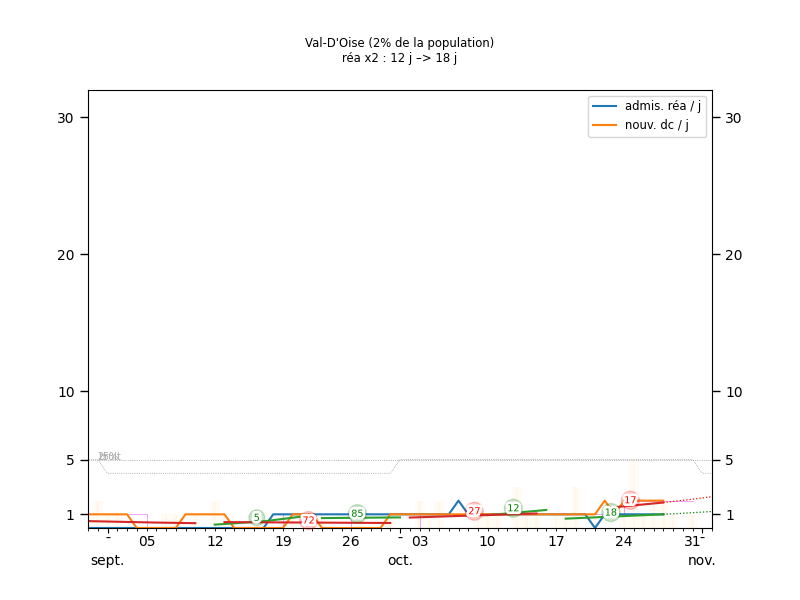 Val-D'Oise (2% de la population)
réa x2 : 12 j –> 18 j
admis. réa / j
nouv. dc / j
30 30
20 20
10 10
5 5
1 1
5 72 85 27 12 18 17
- 05 12 19 26 - 03 10 17 24 31 -
sept. oct. nov.